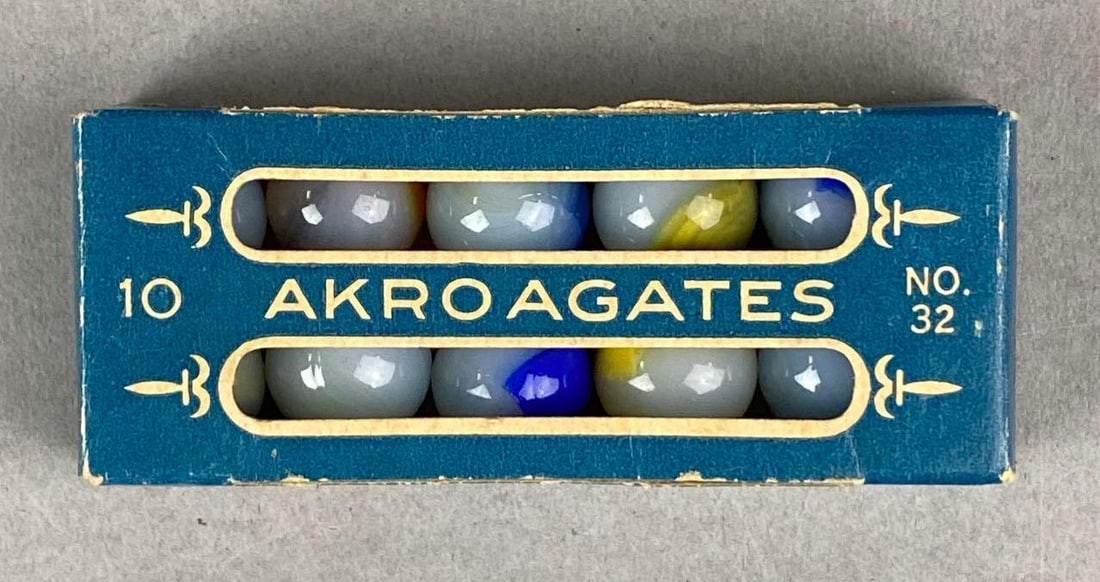 10
AKRO AGATES
NO.
32